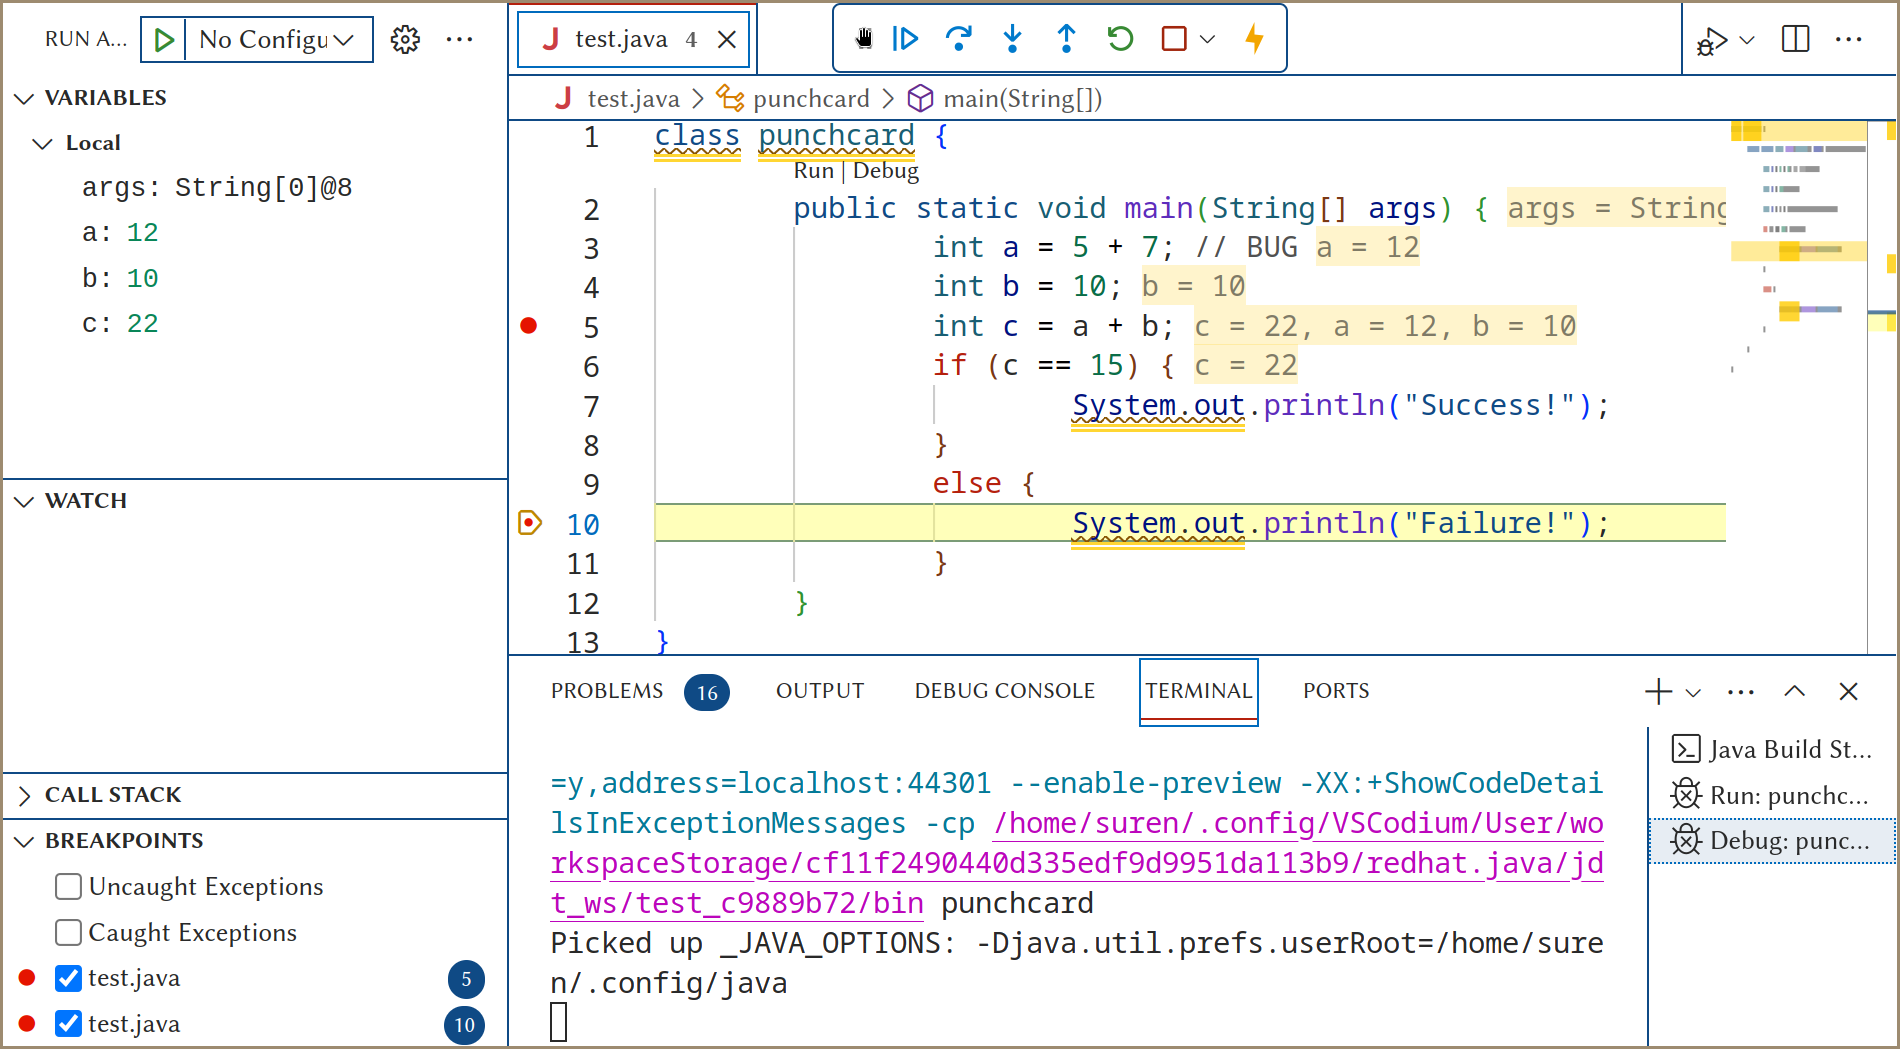 RUN A...
No Configu
VARIABLES
Local
args: String[0]@8
a: 12
b: 10
c: 22
WATCH
CALL STACK
BREAKPOINTS
Uncaught Exceptions
Caught Exceptions
test.java 5
test.java 10
J test.java 4
J test.java > punchcard > main(String[])
1 class punchcard {
Run | Debug
2 public static void main(String[] args) { args = String
3 int a = 5 + 7; // BUG a = 12
4 int b = 10; b = 10
5 int c = a + b; c = 22, a = 12, b = 10
6 if (c == 15) { c = 22
7 System.out.println("Success!");
8 }
9 else {
10 System.out.println("Failure!");
11 }
12 }
13 }
PROBLEMS 16 OUTPUT DEBUG CONSOLE TERMINAL PORTS
=y,address=localhost:44301 --enable-preview -XX:+ShowCodeDetai
lsInExceptionMessages -cp /home/suren/.config/VSCodium/User/wo
rkspaceStorage/cf11f2490440d335edf9d9951da113b9/redhat.java/jd
t_ws/test_c9889b72/bin punchcard
Picked up _JAVA_OPTIONS: -Djava.util.prefs.userRoot=/home/sure
n/.config/java
Java Build St...
Run: punchc...
Debug: punc...